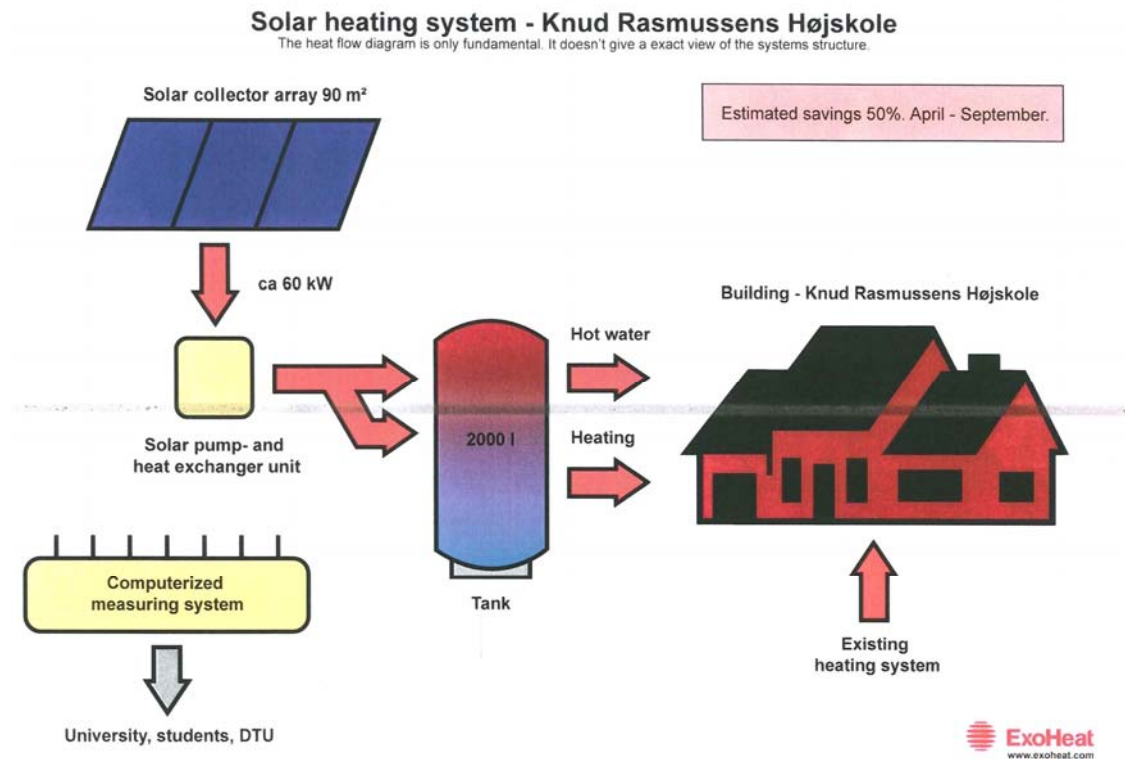 Solar heating system - Knud Rasmussens Højskole
The heat flow diagram is only fundamental. It doesn't give a exact view of the systems structure.
Solar collector array 90 m²
Estimated savings 50%. April - September.
ca 60 kW
Building - Knud Rasmussens Højskole
Hot water
Solar pump- and
heat exchanger unit
2000 l
Heating
Computerized
measuring system
Tank
Existing
heating system
University, students, DTU
ExoHeat
www.exoheat.com